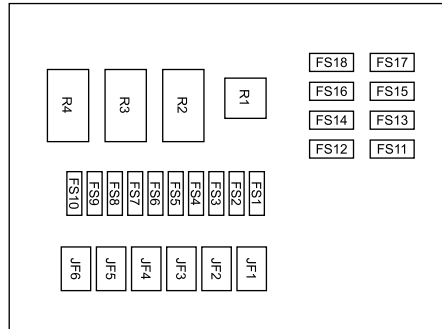 FS18 FS17
FS16 FS15
FS14 FS13
FS12 FS11
R4 R3 R2 R1
FS10 FS9 FS8 FS7 FS6 FS5 FS4 FS3 FS2 FS1
JF6 JF5 JF4 JF3 JF2 JF1